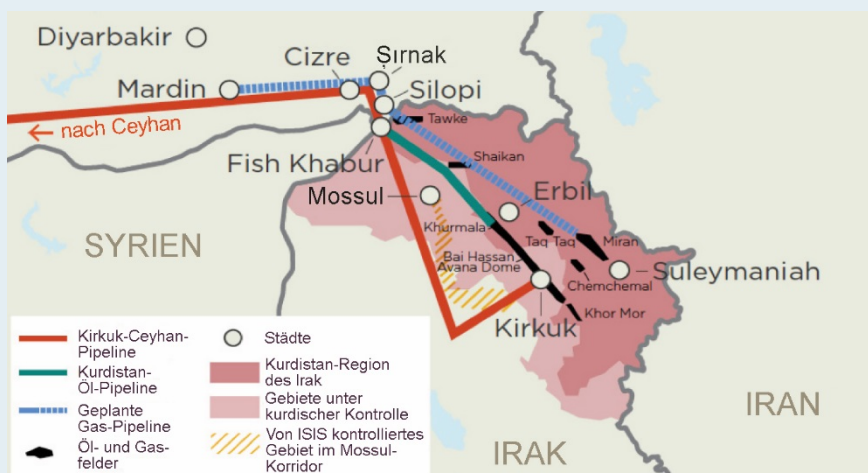 Diyarbakir
Cizre
Şırnak
Mardin
Silopi
← nach Ceyhan
Tawke
Fish Khabur
Shaikan
Mossul
Erbil
SYRIEN
Khurmala
Taq Taq
Miran
Bai Hassan
Avana Dome
Suleymaniah
Chemchemal
Kirkuk
Khor Mor
IRAN
IRAK
Kirkuk-Ceyhan-
Pipeline
Kurdistan-
Öl-Pipeline
Geplante
Gas-Pipeline
Öl- und Gas-
felder
Städte
Kurdistan-Region
des Irak
Gebiete unter
kurdischer Kontrolle
Von ISIS kontrolliertes
Gebiet im Mossul-
Korridor